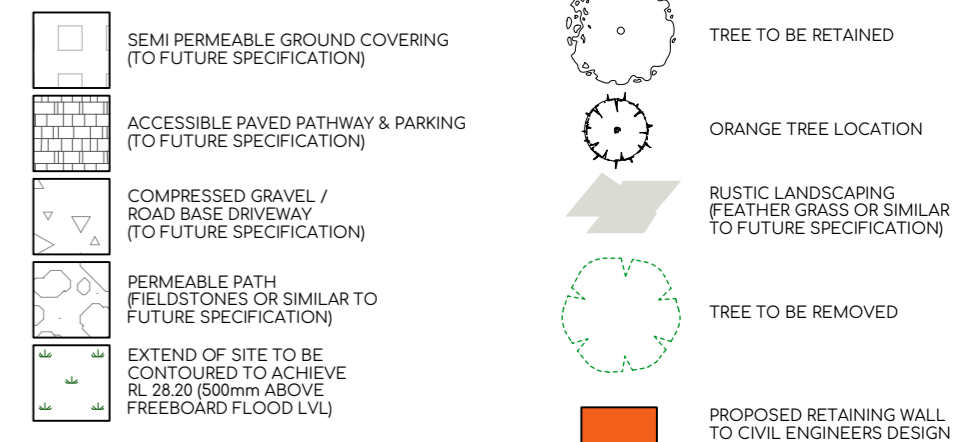 SEMI PERMEABLE GROUND COVERING
(TO FUTURE SPECIFICATION)
ACCESSIBLE PAVED PATHWAY & PARKING
(TO FUTURE SPECIFICATION)
COMPRESSED GRAVEL /
ROAD BASE DRIVEWAY
(TO FUTURE SPECIFICATION)
PERMEABLE PATH
(FIELDSTONES OR SIMILAR TO
FUTURE SPECIFICATION)
EXTEND OF SITE TO BE
CONTOURED TO ACHIEVE
RL 28.20 (500mm ABOVE
FREEBOARD FLOOD LVL)
TREE TO BE RETAINED
ORANGE TREE LOCATION
RUSTIC LANDSCAPING
(FEATHER GRASS OR SIMILAR
TO FUTURE SPECIFICATION)
TREE TO BE REMOVED
PROPOSED RETAINING WALL
TO CIVIL ENGINEERS DESIGN